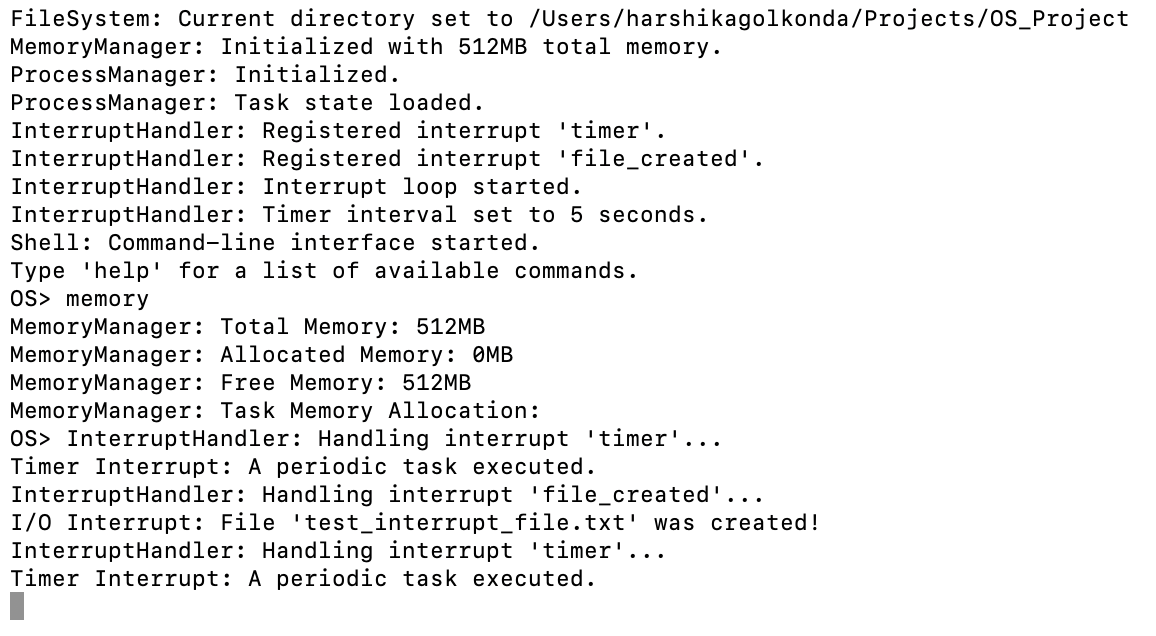 FileSystem: Current directory set to /Users/harshikagolkonda/Projects/OS_Project
MemoryManager: Initialized with 512MB total memory.
ProcessManager: Initialized.
ProcessManager: Task state loaded.
InterruptHandler: Registered interrupt 'timer'.
InterruptHandler: Registered interrupt 'file_created'.
InterruptHandler: Interrupt loop started.
InterruptHandler: Timer interval set to 5 seconds.
Shell: Command-line interface started.
Type 'help' for a list of available commands.
OS> memory
MemoryManager: Total Memory: 512MB
MemoryManager: Allocated Memory: 0MB
MemoryManager: Free Memory: 512MB
MemoryManager: Task Memory Allocation:
OS> InterruptHandler: Handling interrupt 'timer'...
Timer Interrupt: A periodic task executed.
InterruptHandler: Handling interrupt 'file_created'...
I/O Interrupt: File 'test_interrupt_file.txt' was created!
InterruptHandler: Handling interrupt 'timer'...
Timer Interrupt: A periodic task executed.